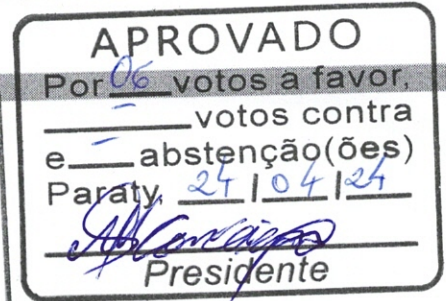 APROVADO
Por 06 votos a favor,
- votos contra
e - abstenção(ões)
Paraty, 24 / 04 / 24
Presidente